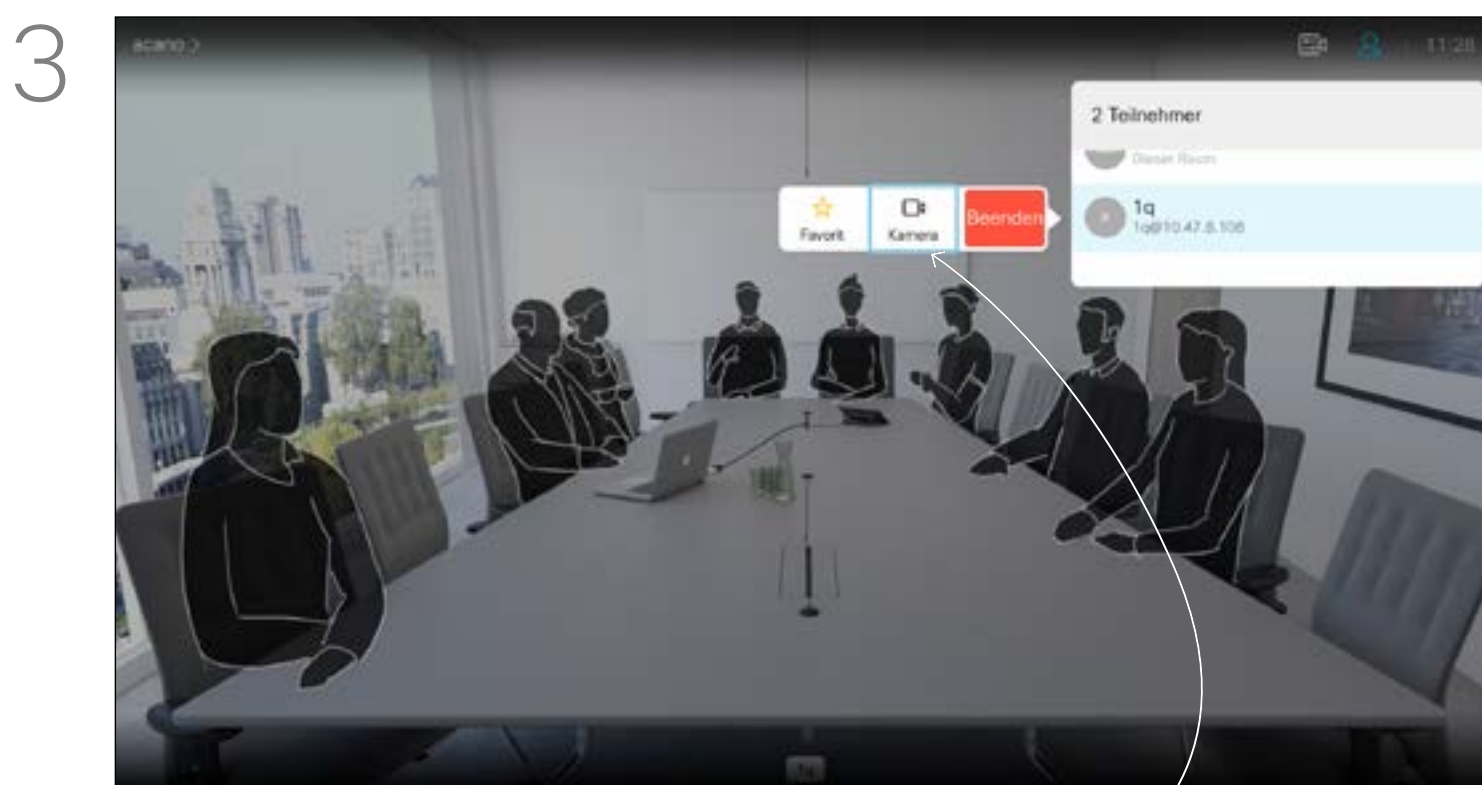 3
acano:>
11:28
2 Teilnehmer
Dieser Raum
Favorit
Kamera
Beenden
1q
1q@10.47.8.106
1q